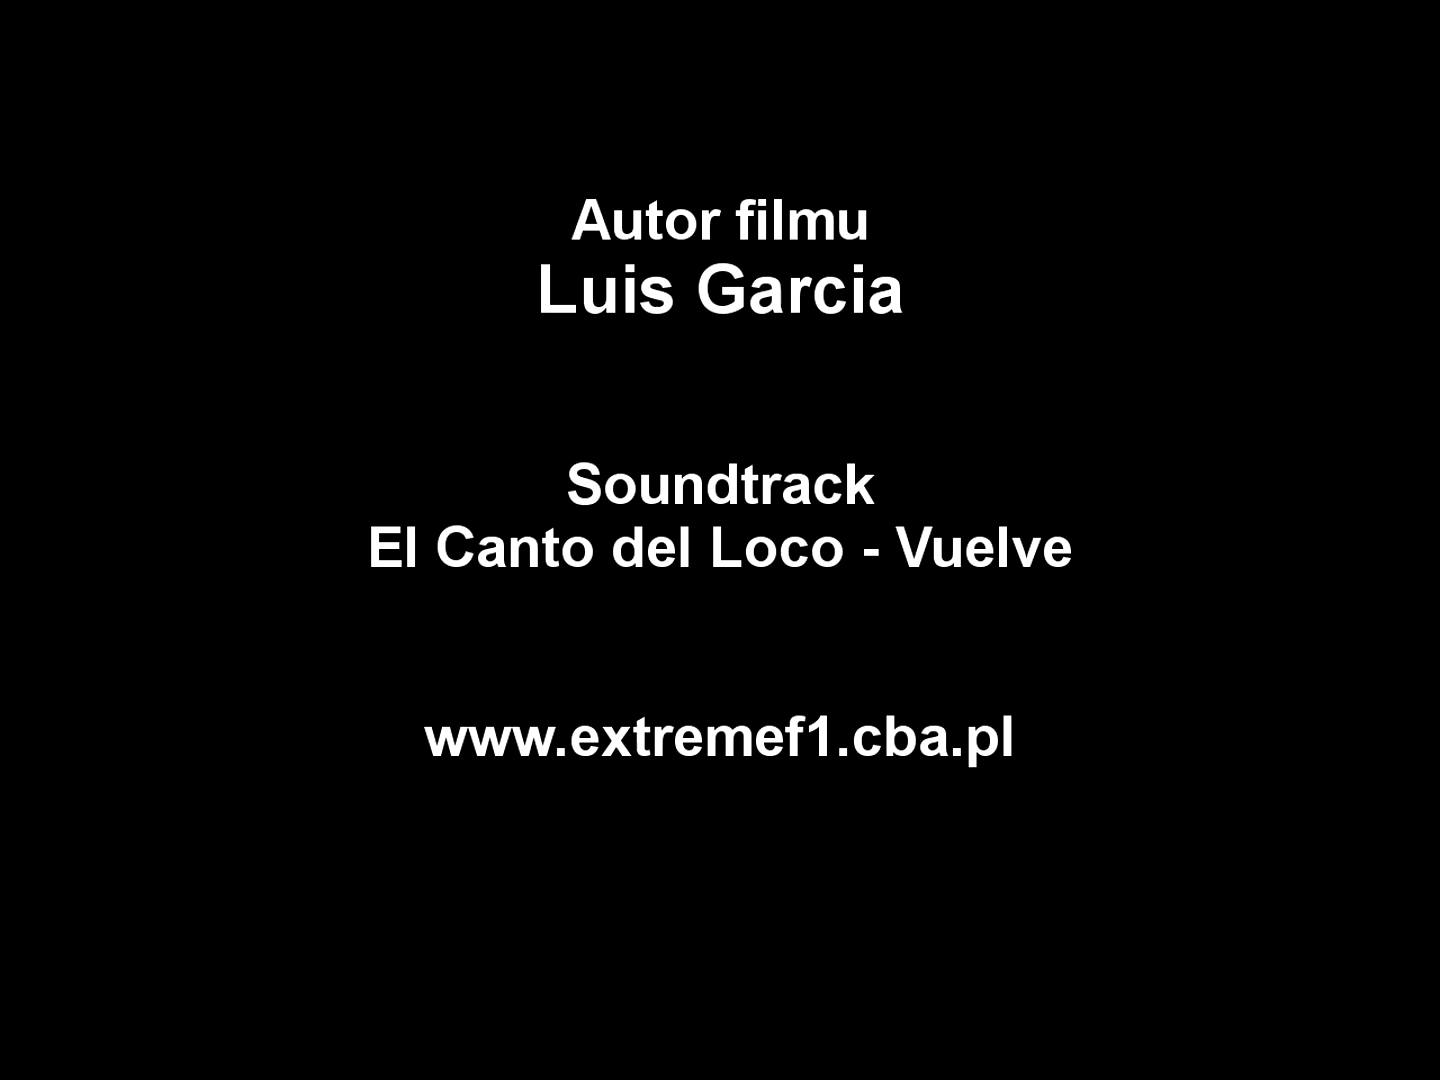 Autor filmu
Luis Garcia
Soundtrack
El Canto del Loco - Vuelve
www.extremef1.cba.pl